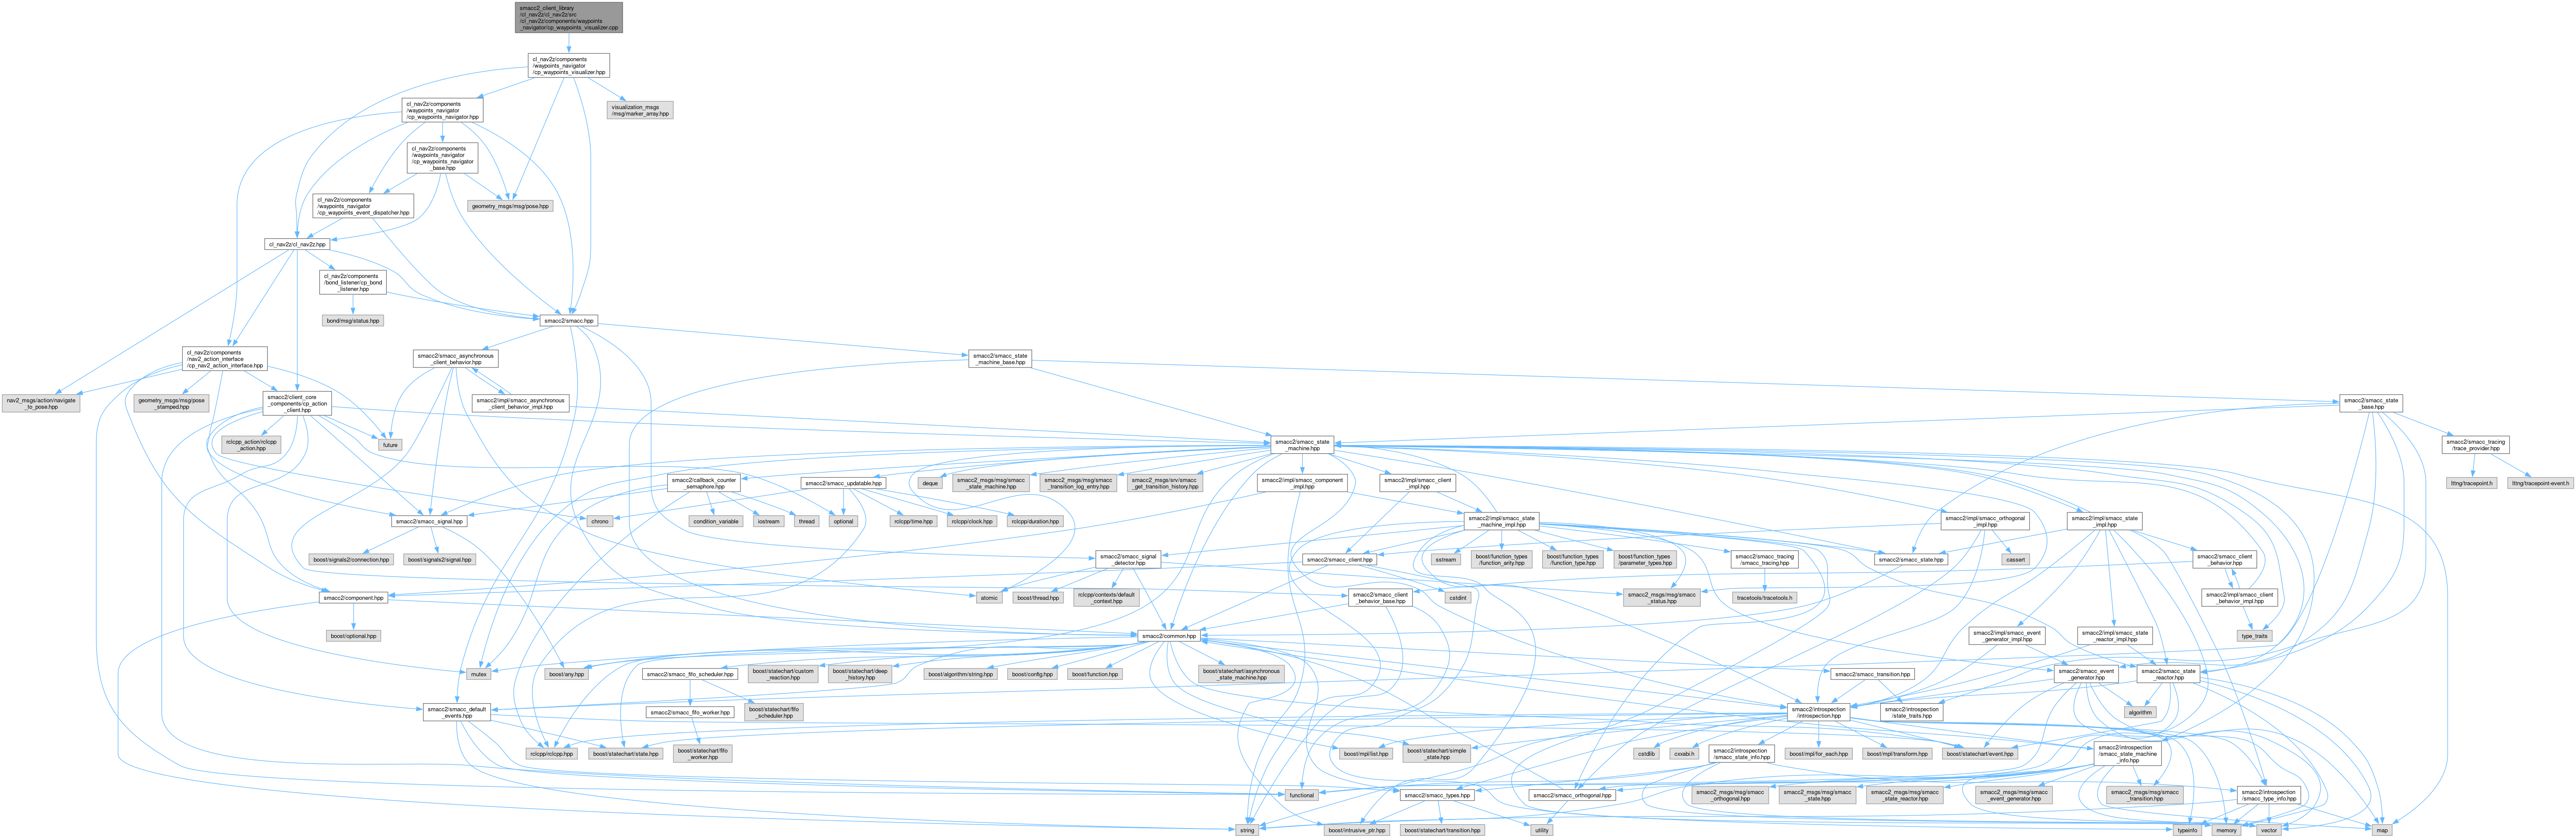 smacc2_client_library
/cl_nav2z/cl_nav2z/src
/cl_nav2z/components/waypoints
_navigator/cp_waypoints_visualizer.cpp
cl_nav2z/components
/waypoints_navigator
/cp_waypoints_visualizer.hpp
cl_nav2z/components
/waypoints_navigator
/cp_waypoints_navigator.hpp
visualization_msgs
/msg/marker_array.hpp
cl_nav2z/components
/waypoints_navigator
/cp_waypoints_navigator
_base.hpp
cl_nav2z/components
/waypoints_navigator
/cp_waypoints_event_dispatcher.hpp
geometry_msgs/msg/pose.hpp
cl_nav2z/cl_nav2z.hpp
cl_nav2z/components
/bond_listener/cp_bond
_listener.hpp
bond/msg/status.hpp
smacc2/smacc.hpp
cl_nav2z/components
/nav2_action_interface
/cp_nav2_action_interface.hpp
smacc2/smacc_asynchronous
_client_behavior.hpp
smacc2/smacc_state
_machine_base.hpp
nav2_msgs/action/navigate
_to_pose.hpp
geometry_msgs/msg/pose
_stamped.hpp
smacc2/client_core
_components/cp_action
_client.hpp
smacc2/impl/smacc_asynchronous
_client_behavior_impl.hpp
smacc2/smacc_state
_base.hpp
rclcpp_action/rclcpp
_action.hpp
future
smacc2/smacc_state
_machine.hpp
smacc2/smacc_tracing
/trace_provider.hpp
smacc2/callback_counter
_semaphore.hpp
smacc2/smacc_updatable.hpp
deque
smacc2_msgs/msg/smacc
_state_machine.hpp
smacc2_msgs/msg/smacc
_transition_log_entry.hpp
smacc2_msgs/srv/smacc
_get_transition_history.hpp
smacc2/impl/smacc_component
_impl.hpp
smacc2/impl/smacc_client
_impl.hpp
lttng/tracepoint.h
lttng/tracepoint-event.h
smacc2/smacc_signal.hpp
chrono
condition_variable
iostream
thread
optional
rclcpp/time.hpp
rclcpp/clock.hpp
rclcpp/duration.hpp
smacc2/impl/smacc_state
_machine_impl.hpp
smacc2/impl/smacc_orthogonal
_impl.hpp
smacc2/impl/smacc_state
_impl.hpp
boost/signals2/connection.hpp
boost/signals2/signal.hpp
smacc2/smacc_signal
_detector.hpp
smacc2/smacc_client.hpp
sstream
boost/function_types
/function_arity.hpp
boost/function_types
/function_type.hpp
boost/function_types
/parameter_types.hpp
smacc2/smacc_tracing
/smacc_tracing.hpp
smacc2/smacc_state.hpp
cassert
smacc2/smacc_client
_behavior.hpp
smacc2/component.hpp
atomic
boost/thread.hpp
rclcpp/contexts/default
_context.hpp
smacc2/smacc_client
_behavior_base.hpp
cstdint
smacc2_msgs/msg/smacc
_status.hpp
tracetools/tracetools.h
smacc2/impl/smacc_client
_behavior_impl.hpp
boost/optional.hpp
smacc2/common.hpp
smacc2/impl/smacc_event
_generator_impl.hpp
smacc2/impl/smacc_state
_reactor_impl.hpp
type_traits
mutex
boost/any.hpp
smacc2/smacc_fifo_scheduler.hpp
boost/statechart/custom
_reaction.hpp
boost/statechart/deep
_history.hpp
boost/algorithm/string.hpp
boost/config.hpp
boost/function.hpp
boost/statechart/asynchronous
_state_machine.hpp
smacc2/smacc_transition.hpp
smacc2/smacc_event
_generator.hpp
smacc2/smacc_state
_reactor.hpp
smacc2/smacc_default
_events.hpp
smacc2/smacc_fifo_worker.hpp
boost/statechart/fifo
_scheduler.hpp
smacc2/introspection
/introspection.hpp
smacc2/introspection
/state_traits.hpp
algorithm
rclcpp/rclcpp.hpp
boost/statechart/state.hpp
boost/statechart/fifo
_worker.hpp
boost/mpl/list.hpp
boost/statechart/simple
_state.hpp
cstdlib
cxxabi.h
smacc2/introspection
/smacc_state_info.hpp
boost/mpl/for_each.hpp
boost/mpl/transform.hpp
boost/statechart/event.hpp
smacc2/introspection
/smacc_state_machine
_info.hpp
functional
smacc2/smacc_types.hpp
smacc2/smacc_orthogonal.hpp
smacc2_msgs/msg/smacc
_orthogonal.hpp
smacc2_msgs/msg/smacc
_state.hpp
smacc2_msgs/msg/smacc
_state_reactor.hpp
smacc2_msgs/msg/smacc
_event_generator.hpp
smacc2_msgs/msg/smacc
_transition.hpp
smacc2/introspection
/smacc_type_info.hpp
string
boost/intrusive_ptr.hpp
boost/statechart/transition.hpp
utility
typeinfo
memory
vector
map